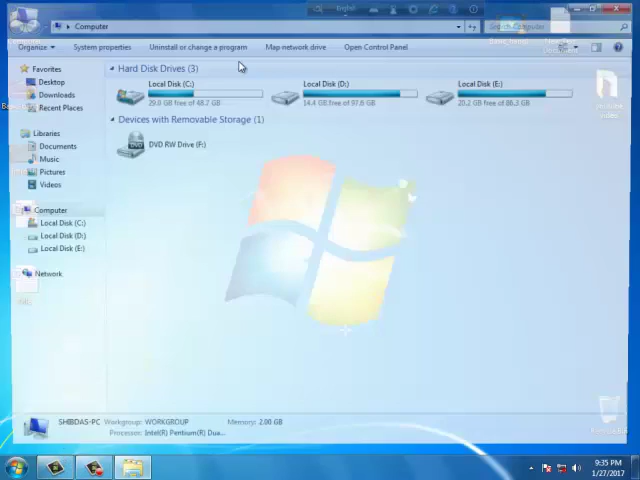 English
Computer
Search Computer
Organize
System properties
Uninstall or change a program
Map network drive
Open Control Panel
Favorites
Desktop
Downloads
Recent Places
Libraries
Documents
Music
Pictures
Videos
Computer
Local Disk (C:)
Local Disk (D:)
Local Disk (E:)
Network
Hard Disk Drives (3)
Local Disk (C:)
29.0 GB free of 48.7 GB
Local Disk (D:)
14.4 GB free of 97.6 GB
Local Disk (E:)
20.2 GB free of 86.3 GB
Devices with Removable Storage (1)
DVD RW Drive (F:)
DVD
youtube
video
SHIBDAS-PC
Workgroup: WORKGROUP
Memory: 2.00 GB
Processor: Intel(R) Pentium(R) Dua...
9:35 PM
1/27/2017